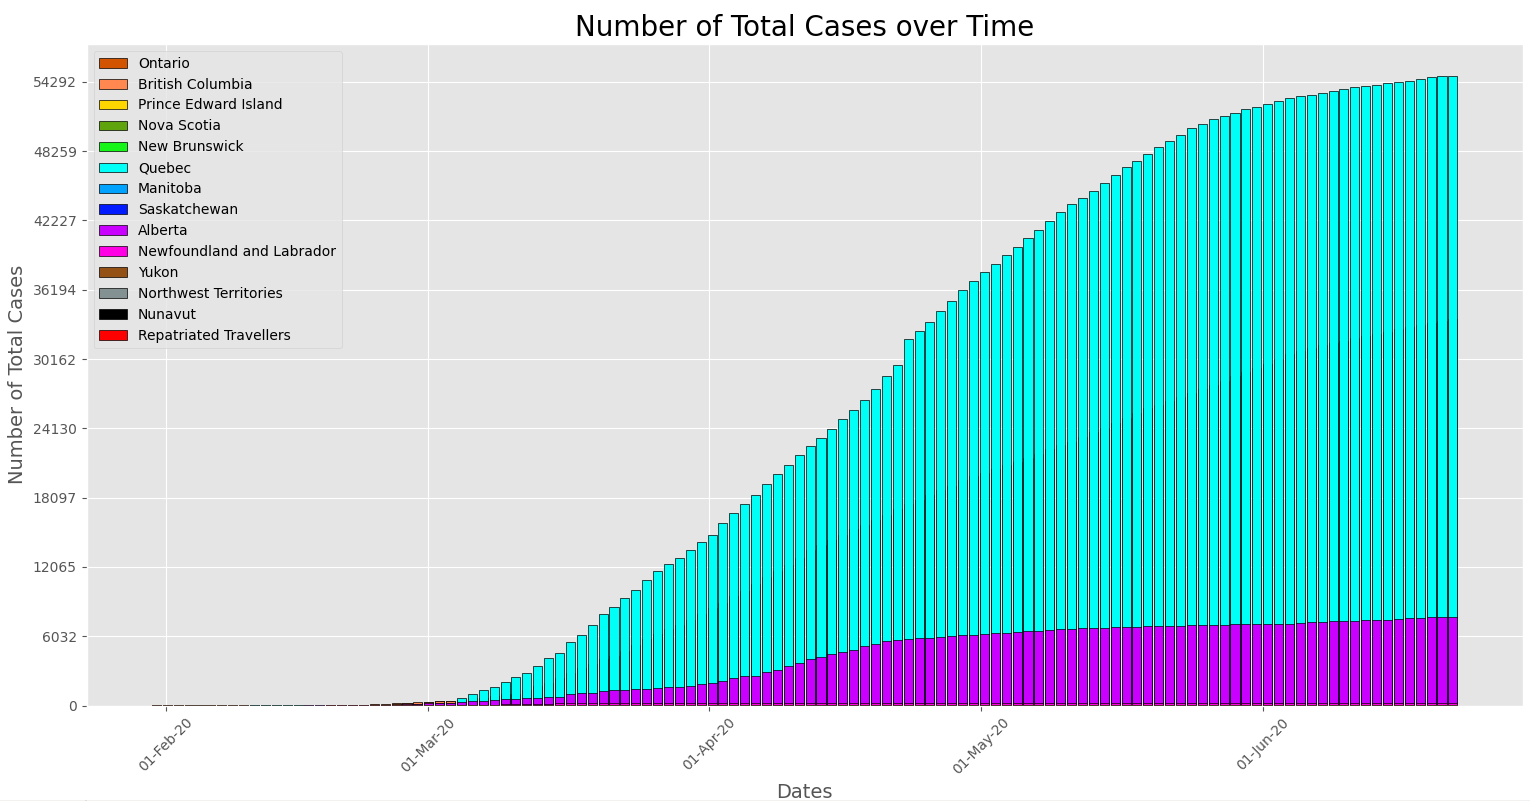 Number of Total Cases over Time
Ontario
British Columbia
Prince Edward Island
Nova Scotia
New Brunswick
Quebec
Manitoba
Saskatchewan
Alberta
Newfoundland and Labrador
Yukon
Northwest Territories
Nunavut
Repatriated Travellers
Number of Total Cases
54292
48259
42227
36194
30162
24130
18097
12065
6032
0
01-Feb-20
01-Mar-20
01-Apr-20
01-May-20
01-Jun-20
Dates